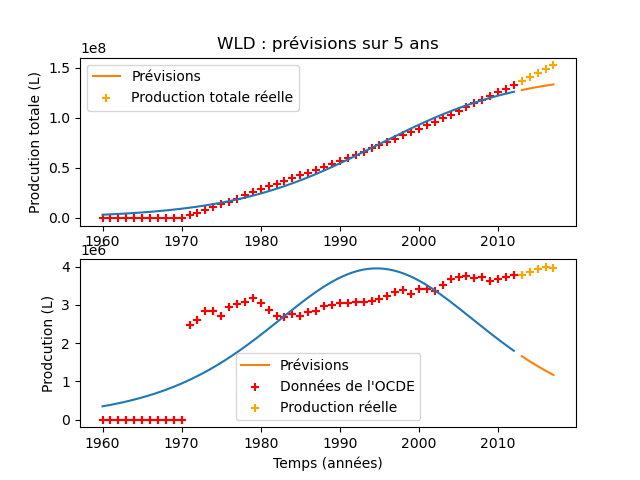 WLD : prévisions sur 5 ans
1e8
Prodcution totale (L)
1.5
1.0
0.5
0.0
Prévisions
Production totale réelle
1960 1970 1980 1990 2000 2010
1e6
Prodcution (L)
4
3
2
1
0
Prévisions
Données de l'OCDE
Production réelle
1960 1970 1980 1990 2000 2010
Temps (années)